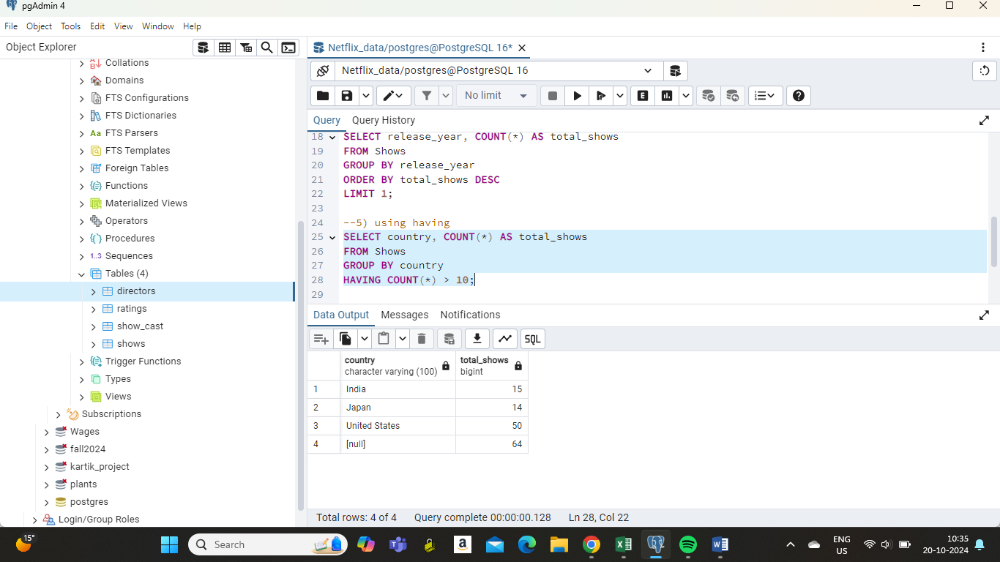 pgAdmin 4
File Object Tools Edit View Window Help
Object Explorer
Collations
Domains
FTS Configurations
FTS Dictionaries
Aa FTS Parsers
FTS Templates
Foreign Tables
Functions
Materialized Views
Operators
Procedures
1..3 Sequences
Tables (4)
directors
ratings
show_cast
shows
Trigger Functions
Types
Views
Subscriptions
Wages
fall2024
kartik_project
plants
postgres
Login/Group Roles
Netflix_data/postgres@PostgreSQL 16*
Netflix_data/postgres@PostgreSQL 16
No limit
E
Query Query History
18 SELECT release_year, COUNT(*) AS total_shows
19 FROM Shows
20 GROUP BY release_year
21 ORDER BY total_shows DESC
22 LIMIT 1;
23
24 --5) using having
25 SELECT country, COUNT(*) AS total_shows
26 FROM Shows
27 GROUP BY country
28 HAVING COUNT(*) > 10;
29
Data Output Messages Notifications
SQL
country total_shows
character varying (100) bigint
1 India 15
2 Japan 14
3 United States 50
4 [null] 64
Total rows: 4 of 4 Query complete 00:00:00.128 Ln 28, Col 22
15°
Search
a
ENG
US
10:35
20-10-2024